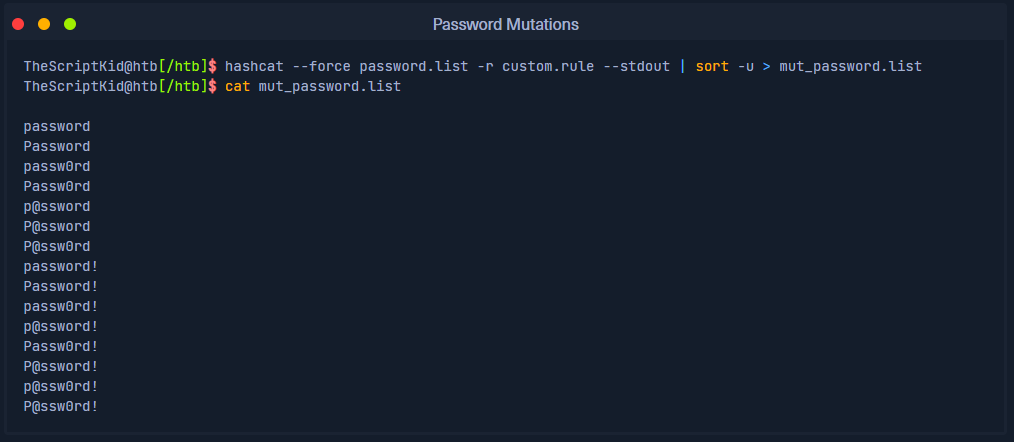 Password Mutations
TheScriptKid@htb[/htb]$ hashcat --force password.list -r custom.rule --stdout | sort -u > mut_password.list
TheScriptKid@htb[/htb]$ cat mut_password.list
password
Password
passw0rd
Passw0rd
p@ssword
P@ssword
P@ssw0rd
password!
Password!
passw0rd!
p@ssword!
Passw0rd!
P@ssword!
p@ssw0rd!
P@ssw0rd!